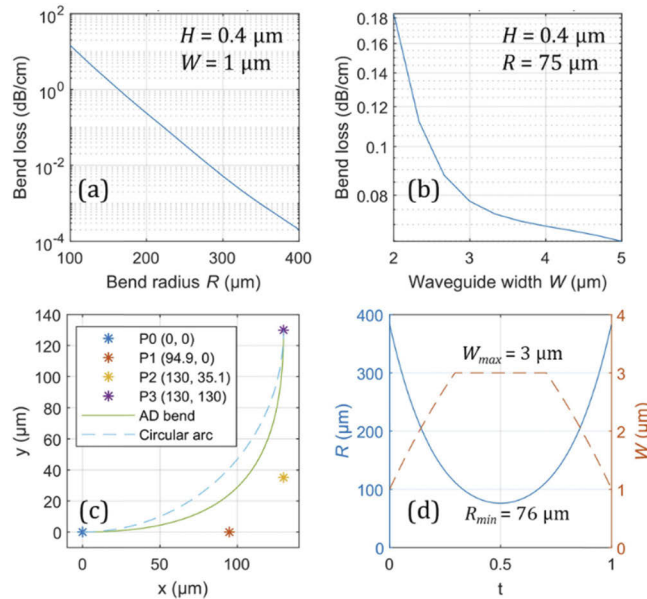 H = 0.4 μm
W = 1 μm
Bend loss (dB/cm)
10²
10⁰
10⁻²
10⁻⁴
(a)
100 200 300 400
Bend radius R (μm)
H = 0.4 μm
R = 75 μm
Bend loss (dB/cm)
0.18
0.16
0.14
0.12
0.1
0.08
(b)
2 3 4 5
Waveguide width W (μm)
140
120
100
80
60
40
20
0
y (μm)
P0 (0, 0)
P1 (94.9, 0)
P2 (130, 35.1)
P3 (130, 130)
AD bend
Circular arc
(c)
0 50 100
x (μm)
400
300
200
100
0
R (μm)
W_max = 3 μm
R_min = 76 μm
(d)
4
3
2
1
0
W (μm)
0 0.5 1
t